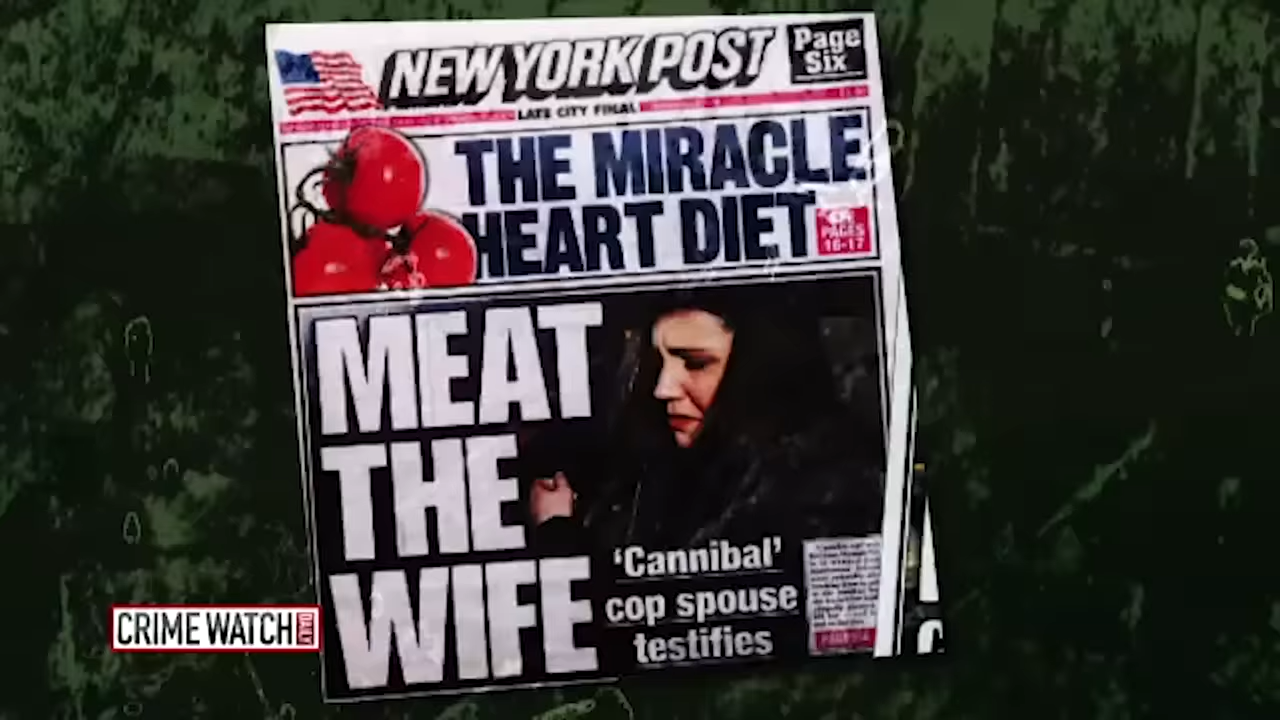 NEW YORK POST
Page
Six
LATE CITY FINAL
THE MIRACLE
HEART DIET
PAGES
16-17
MEAT
THE
WIFE
'Cannibal'
cop spouse
testifies
CRIME WATCH
DAILY